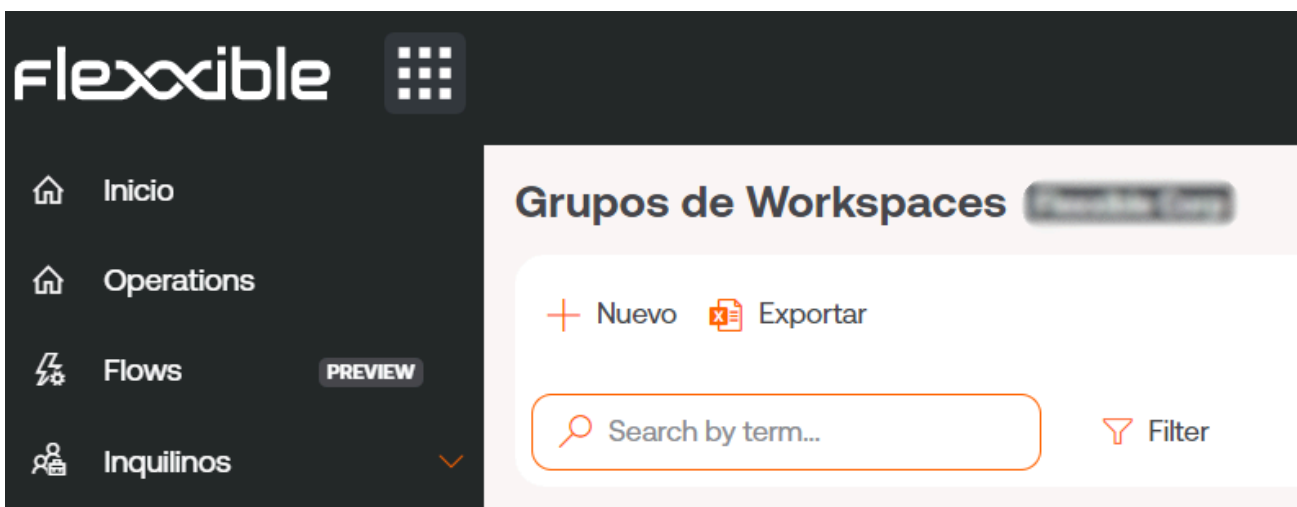 Flexxible
Inicio
Operations
Flows PREVIEW
Inquilinos
Grupos de Workspaces
Nuevo Exportar
Search by term... Filter